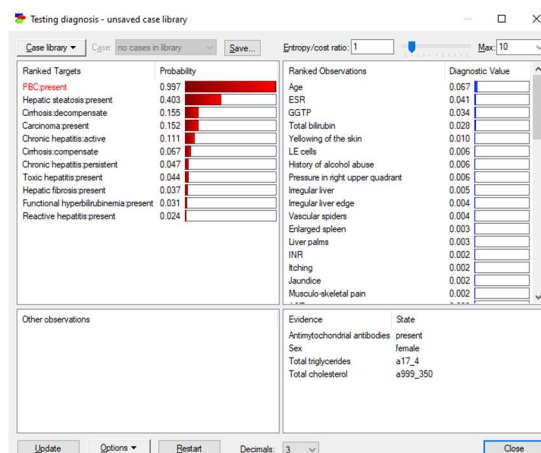 Testing diagnosis - unsaved case library
Case library Case: no cases in library Save... Entropy/cost ratio: 1 Max: 10
Ranked Targets Probability
PBC:present 0.997
Hepatic steatosis:present 0.403
Cirrhosis:decompensate 0.155
Carcinoma:present 0.152
Chronic hepatitis:active 0.111
Cirrhosis:compensate 0.067
Chronic hepatitis:persistent 0.047
Toxic hepatitis:present 0.044
Hepatic fibrosis:present 0.037
Functional hyperbilirubinemia:present 0.031
Reactive hepatitis:present 0.024
Ranked Observations Diagnostic Value
Age 0.067
ESR 0.041
GGTP 0.034
Total bilirubin 0.028
Yellowing of the skin 0.010
LE cells 0.006
History of alcohol abuse 0.006
Pressure in right upper quadrant 0.006
Irregular liver 0.005
Irregular liver edge 0.004
Vascular spiders 0.004
Enlarged spleen 0.003
Liver palms 0.003
INR 0.002
Itching 0.002
Jaundice 0.002
Musculo-skeletal pain 0.002
Other observations
Evidence State
Antimytochondrial antibodies present
Sex female
Total triglycerides a17_4
Total cholesterol a999_350
Update Options Restart Decimals: 3 Close